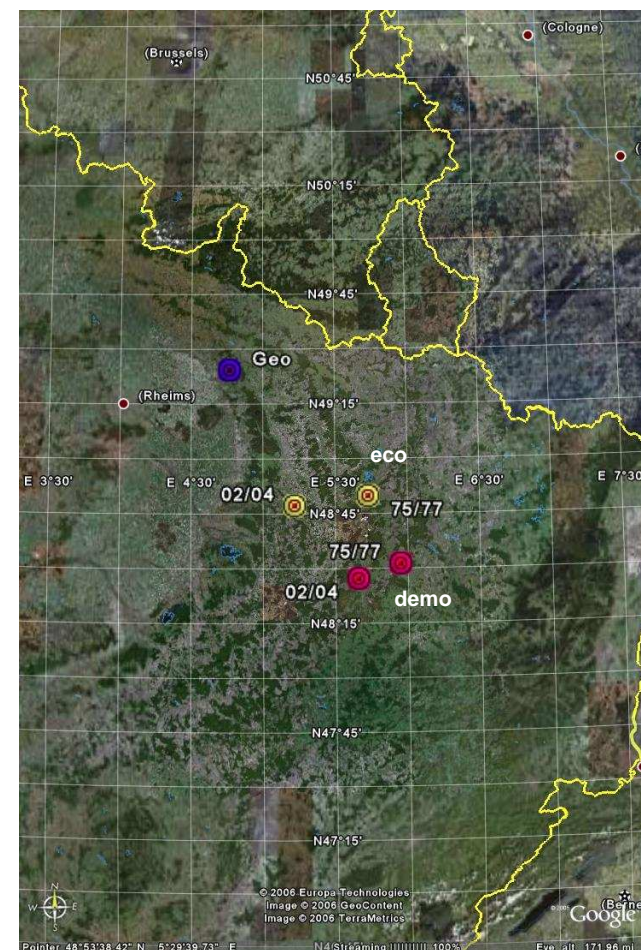 (Cologne)
(Brussels)
N50°45'
(
N50°15'
N49°45'
Geo
(Rheims)
N49°15'
eco
E 3°30'
E 4°30'
E 5°30'
E 6°30'
E 7°30
02/04
N48°45'
75/77
75/77
02/04
demo
N48°15'
N47°45'
N47°15'
N
W
E
S
© 2006 Europa Technologies
Image © 2006 GeoContent
Image © 2006 TerraMetrics
(Berne
©2005 Google
Pointer 48°53'38.42" N 5°29'39.73" E
Streaming |||||||||| 100%
Eye alt 171.96 mi